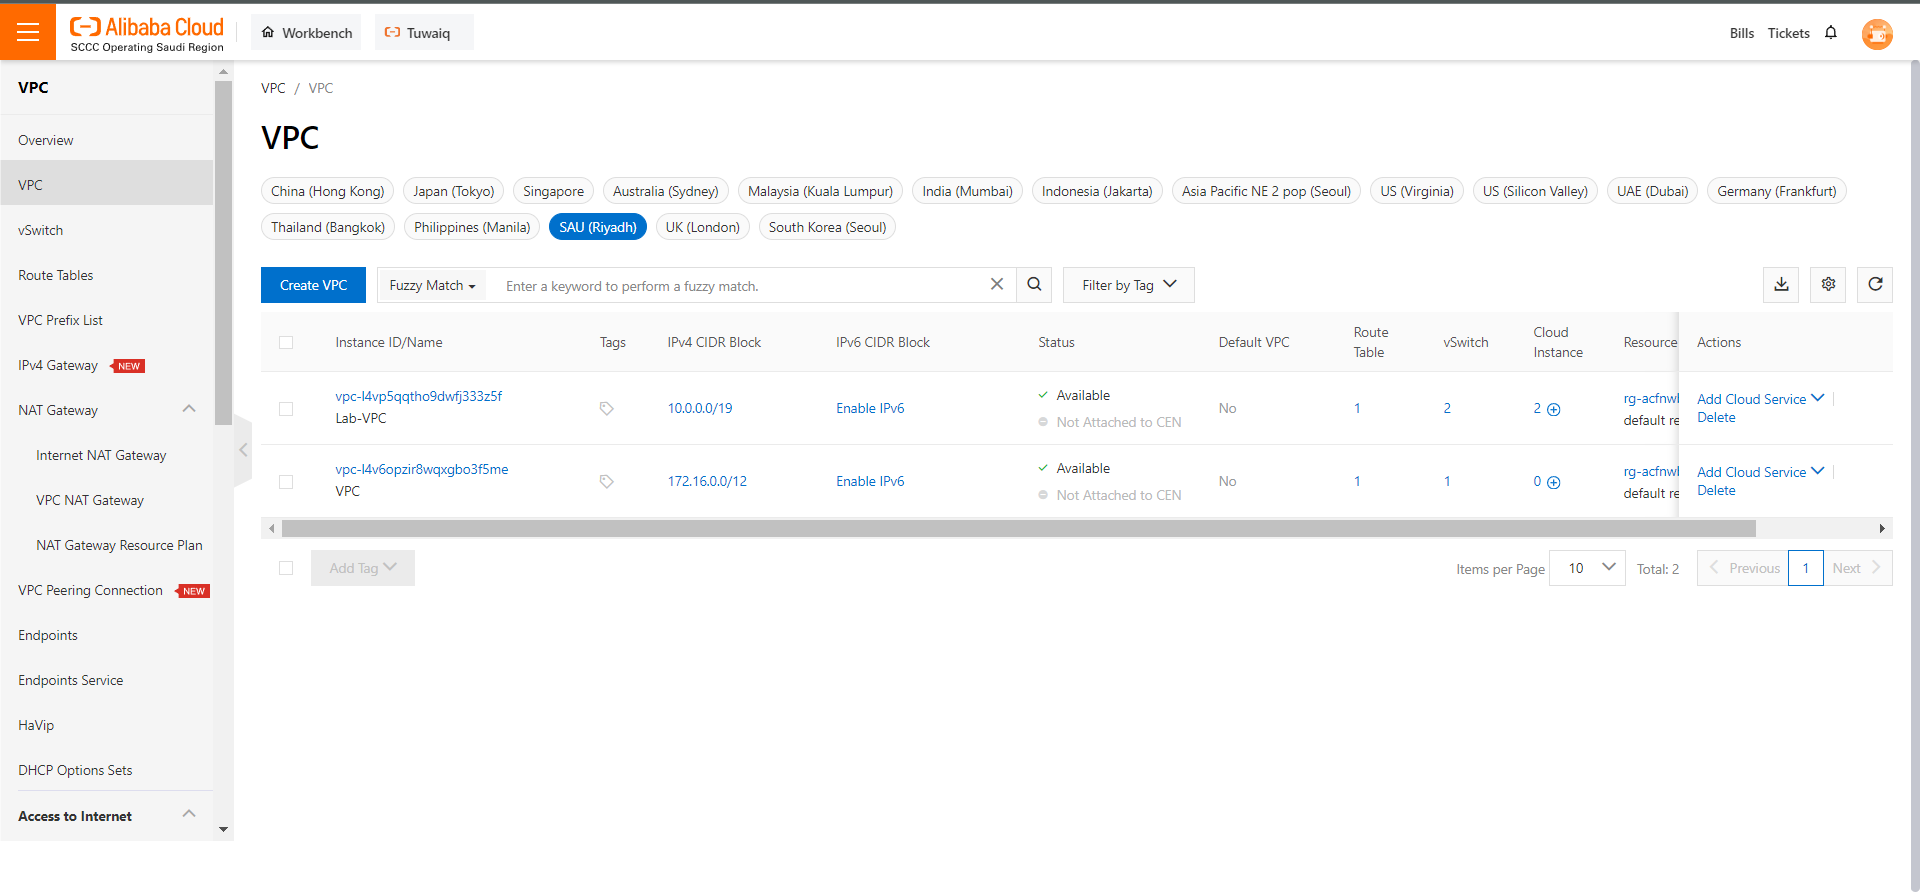 Alibaba Cloud
SCCC Operating Saudi Region
Workbench
Tuwaiq
Bills
Tickets
VPC
Overview
VPC
vSwitch
Route Tables
VPC Prefix List
IPv4 Gateway NEW
NAT Gateway
Internet NAT Gateway
VPC NAT Gateway
NAT Gateway Resource Plan
VPC Peering Connection NEW
Endpoints
Endpoints Service
HaVip
DHCP Options Sets
Access to Internet
VPC / VPC
VPC
China (Hong Kong) Japan (Tokyo) Singapore Australia (Sydney) Malaysia (Kuala Lumpur) India (Mumbai) Indonesia (Jakarta) Asia Pacific NE 2 pop (Seoul) US (Virginia) US (Silicon Valley) UAE (Dubai) Germany (Frankfurt)
Thailand (Bangkok) Philippines (Manila) SAU (Riyadh) UK (London) South Korea (Seoul)
Create VPC Fuzzy Match Enter a keyword to perform a fuzzy match. Filter by Tag
Instance ID/Name Tags IPv4 CIDR Block IPv6 CIDR Block Status Default VPC Route Table vSwitch Cloud Instance Resource Actions
vpc-l4vp5qqtho9dwfj333z5f
Lab-VPC
10.0.0.0/19 Enable IPv6
Available
Not Attached to CEN
No 1 2 2
rg-acfnwl
default re
Add Cloud Service
Delete
vpc-l4v6opzir8wqxgbo3f5me
VPC
172.16.0.0/12 Enable IPv6
Available
Not Attached to CEN
No 1 1 0
rg-acfnwl
default re
Add Cloud Service
Delete
Add Tag
Items per Page 10 Total: 2 Previous 1 Next